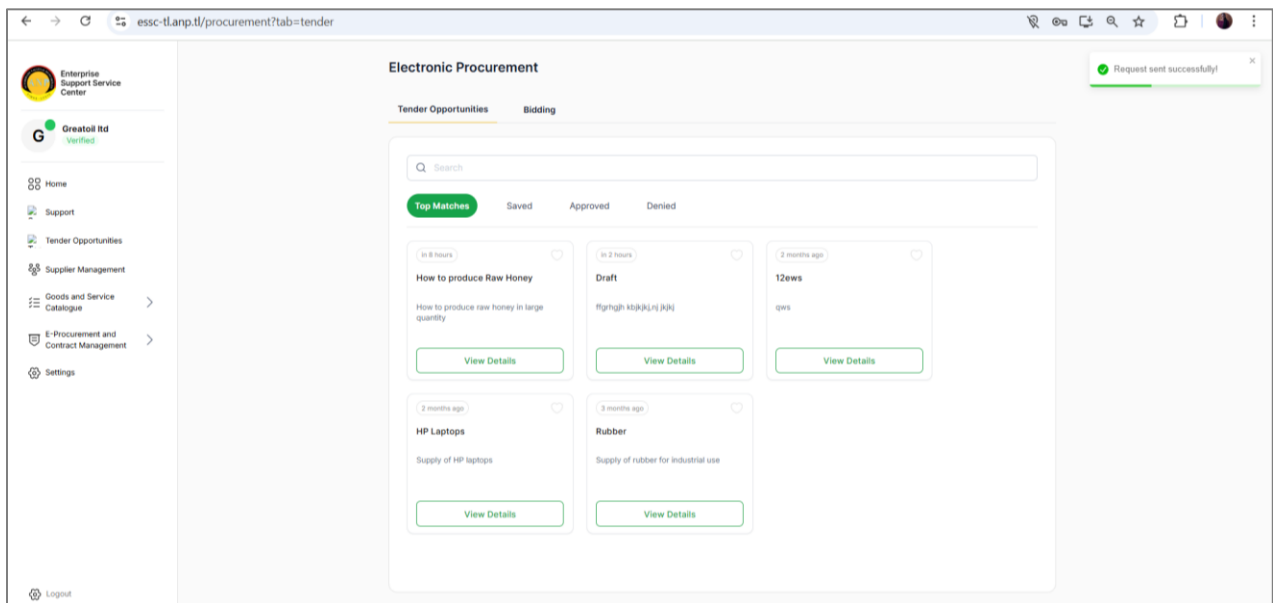 essc-tl.anp.tl/procurement?tab=tender
Enterprise
Support Service
Center
G
Greatoil ltd
Verified
Home
Support
Tender Opportunities
Supplier Management
Goods and Service
Catalogue
E-Procurement and
Contract Management
Settings
Logout
Electronic Procurement
Request sent successfully!
Tender Opportunities
Bidding
Search
Top Matches
Saved
Approved
Denied
in 8 hours
How to produce Raw Honey
How to produce raw honey in large
quantity
View Details
in 2 hours
Draft
ffgrhgjh kbjkjkj,nj jkjkj
View Details
2 months ago
12ews
qws
View Details
2 months ago
HP Laptops
Supply of HP laptops
View Details
3 months ago
Rubber
Supply of rubber for industrial use
View Details